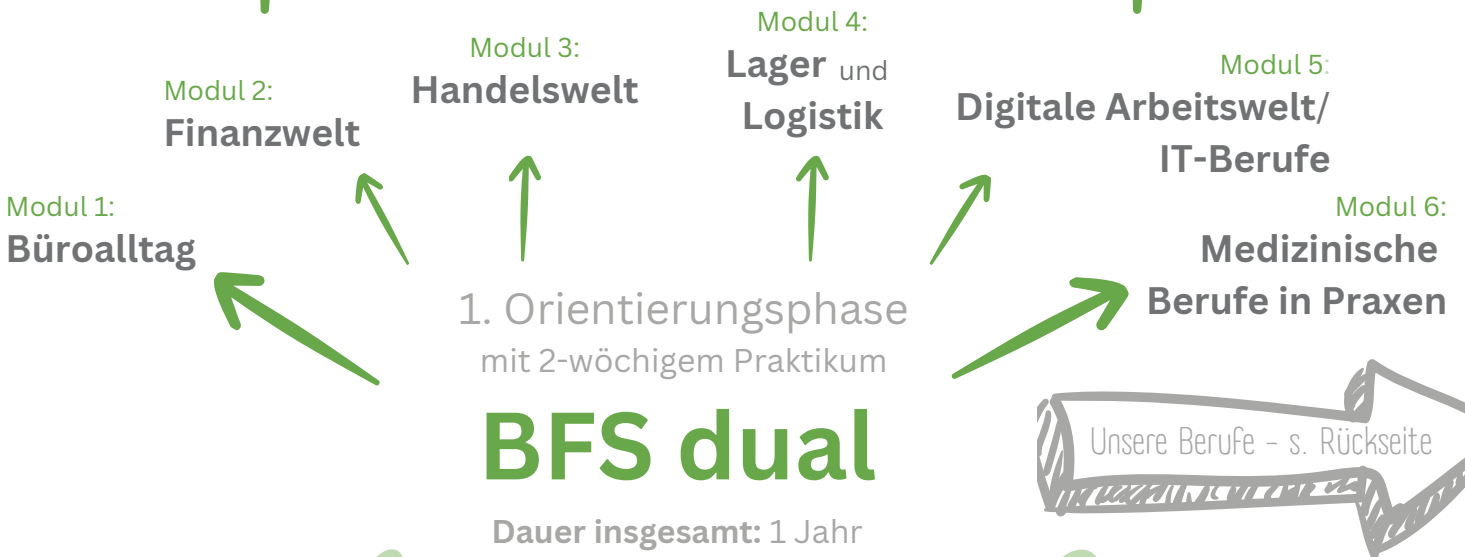 Modul 1:
Büroalltag
Modul 2:
Finanzwelt
Modul 3:
Handelswelt
Modul 4:
Lager und
Logistik
Modul 5:
Digitale Arbeitswelt/
IT-Berufe
Modul 6:
Medizinische
Berufe in Praxen
1. Orientierungsphase
mit 2-wöchigem Praktikum
BFS dual
Dauer insgesamt: 1 Jahr
Unsere Berufe - s. Rückseite